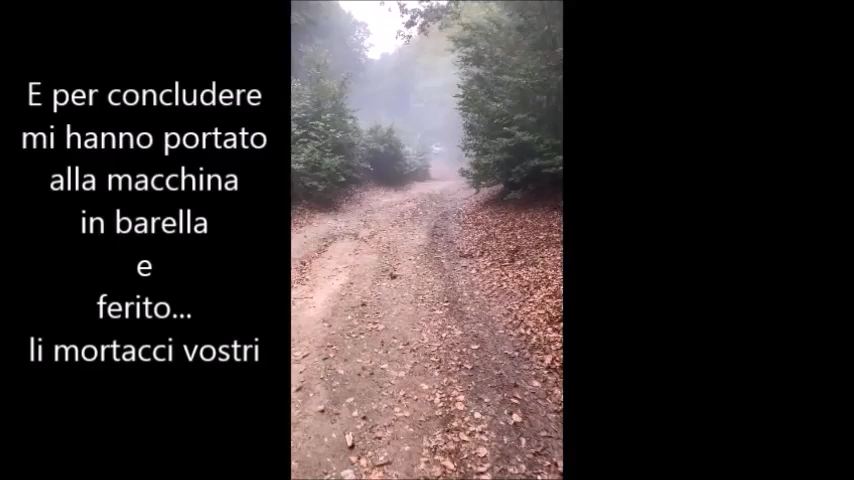 E per concludere
mi hanno portato
alla macchina
in barella
e
ferito...
li mortacci vostri